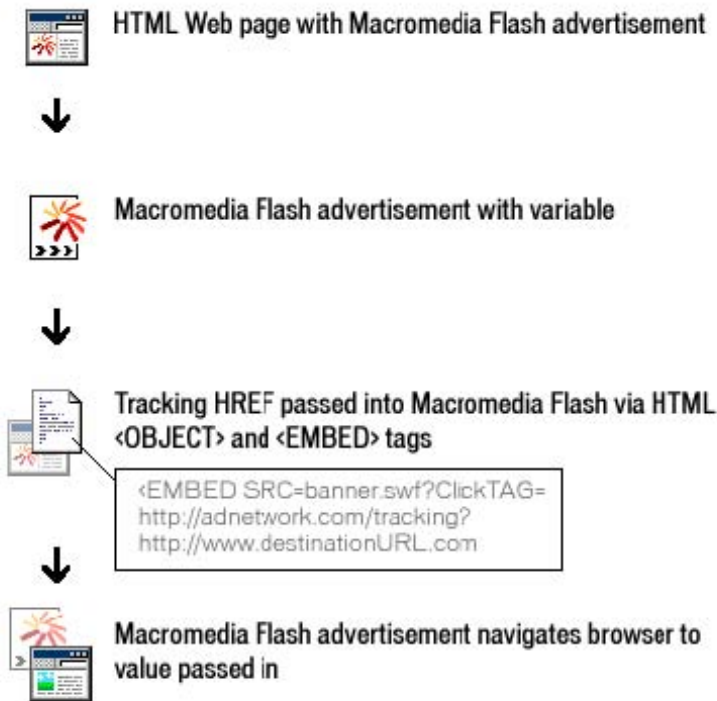 HTML Web page with Macromedia Flash advertisement
Macromedia Flash advertisement with variable
Tracking HREF passed into Macromedia Flash via HTML
<OBJECT> and <EMBED> tags
<EMBED SRC=banner.swf?ClickTAG=
http://adnetwork.com/tracking?
http://www.destinationURL.com
Macromedia Flash advertisement navigates browser to
value passed in